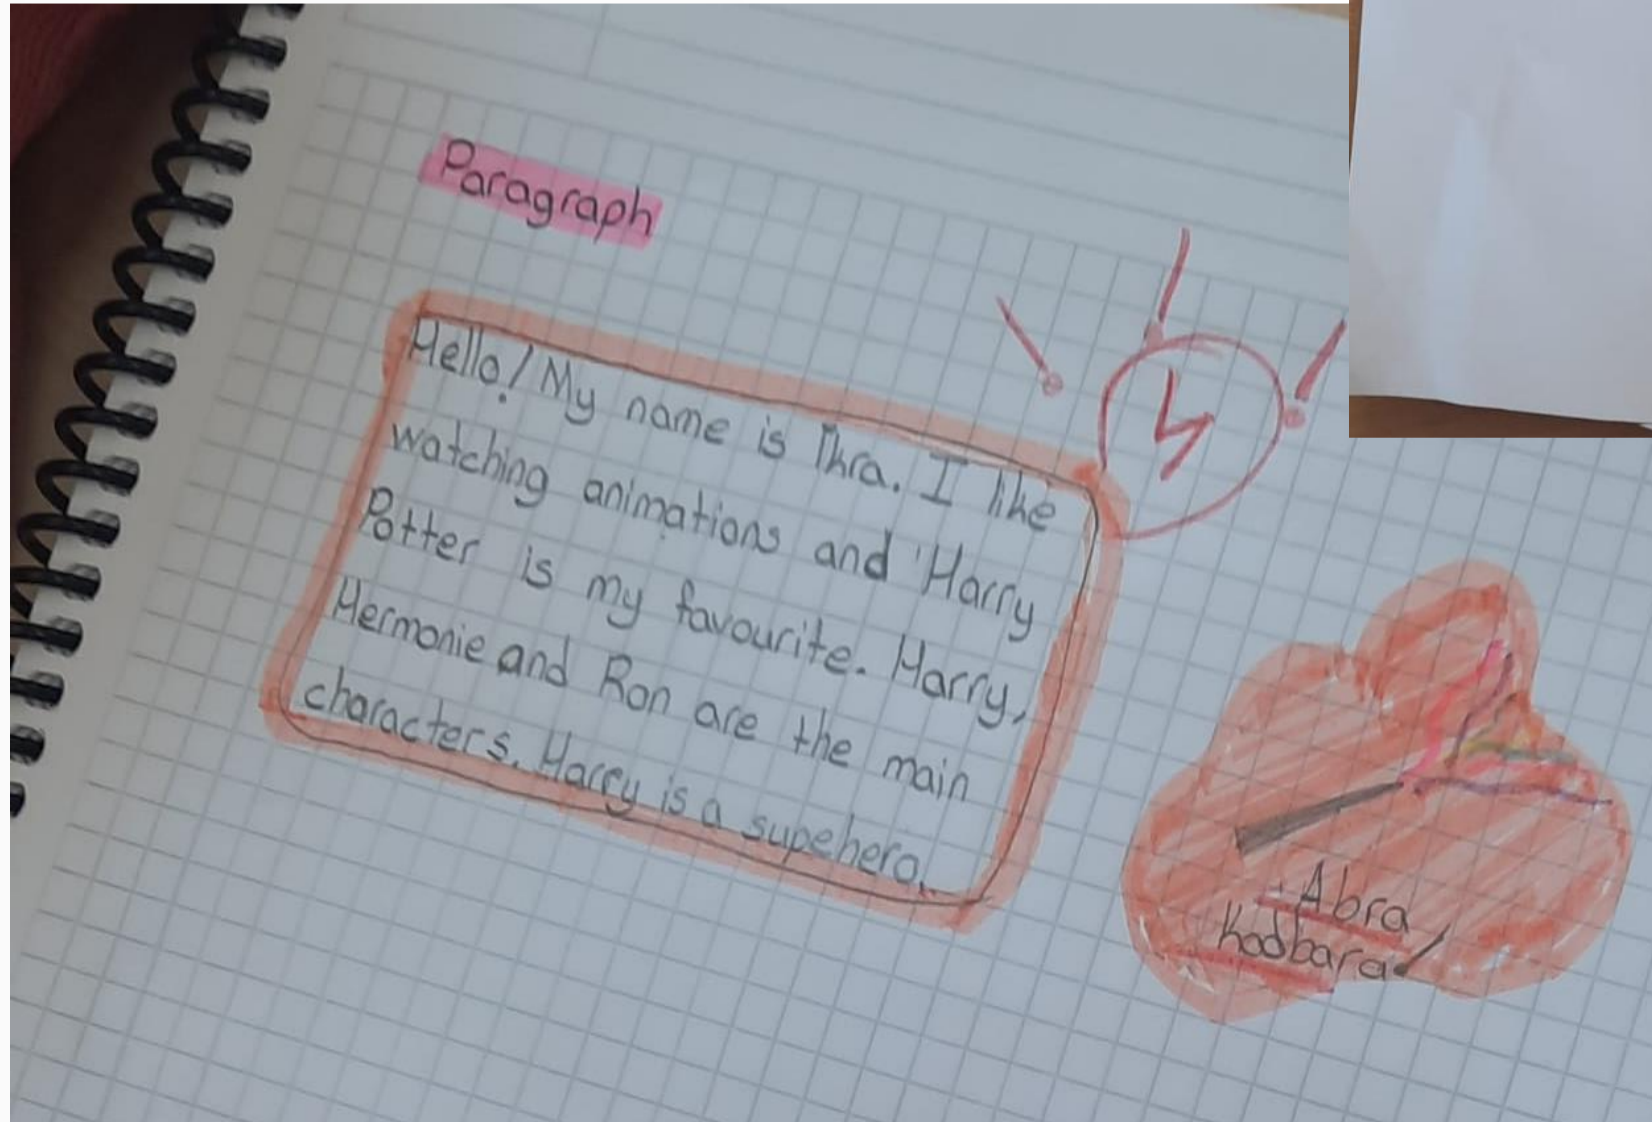 Paragraph
Hello! My name is İkra. I like
watching animations and Harry
Potter is my favourite. Harry,
Hermonie and Ron are the main
characters. Harry is a supehero.
Abra
Kadbara!